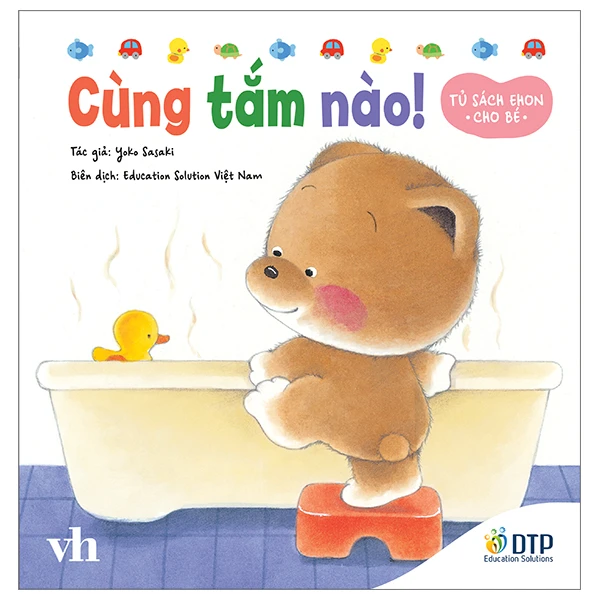 Cùng tắm nào!
TỦ SÁCH EHON
• CHO BÉ •
Tác giả: Yoko Sasaki
Biên dịch: Education Solution Việt Nam
vh
DTP
Education Solutions